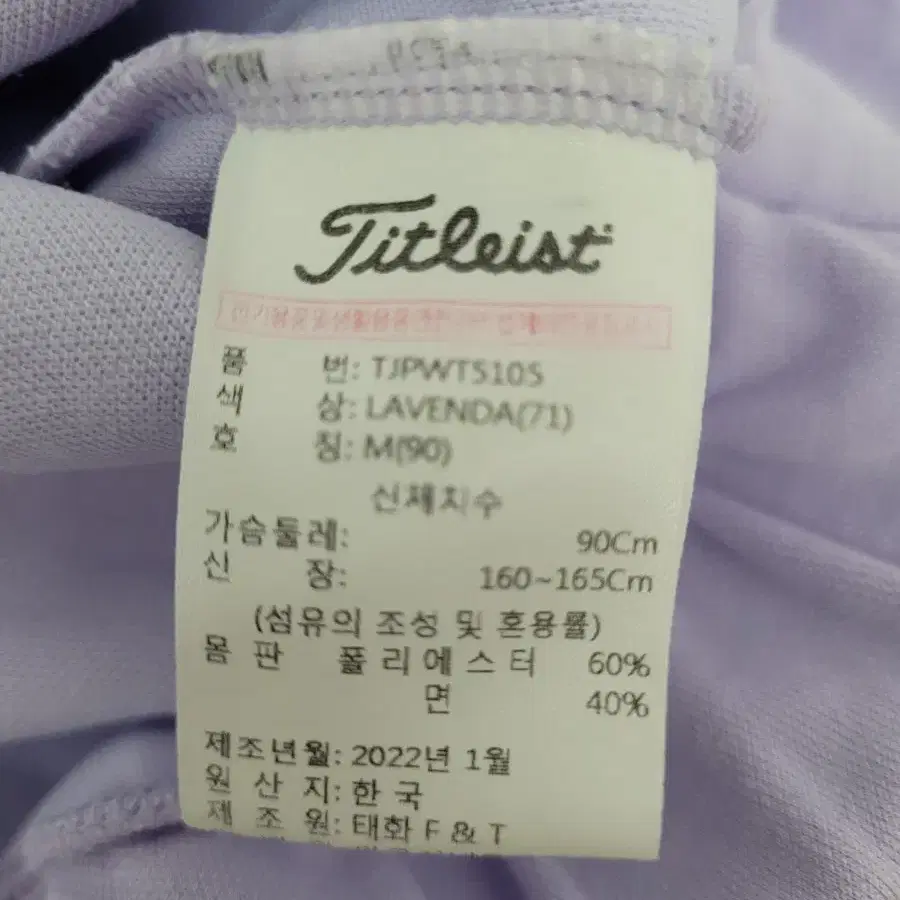 Titleist
품 번: TJPWT5105
색 상: LAVENDA(71)
호 칭: M(90)
신체치수
가슴둘레: 90Cm
신 장: 160~165Cm
(섬유의 조성 및 혼용률)
몸 판 폴리에스터 60%
면 40%
제조년월: 2022년 1월
원 산 지: 한 국
제 조 원: 태화 F & T